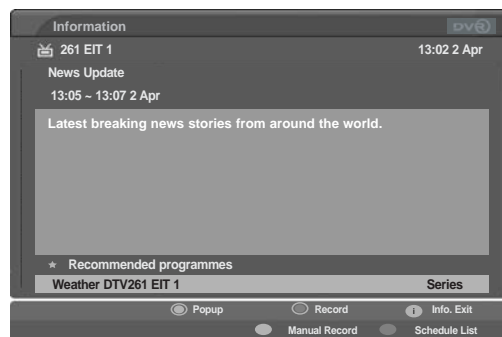 Information DVR
261 EIT 1 13:02 2 Apr
News Update
13:05 ~ 13:07 2 Apr
Latest breaking news stories from around the world.
Recommended programmes
Weather DTV261 EIT 1 Series
Popup Record i Info. Exit
Manual Record Schedule List